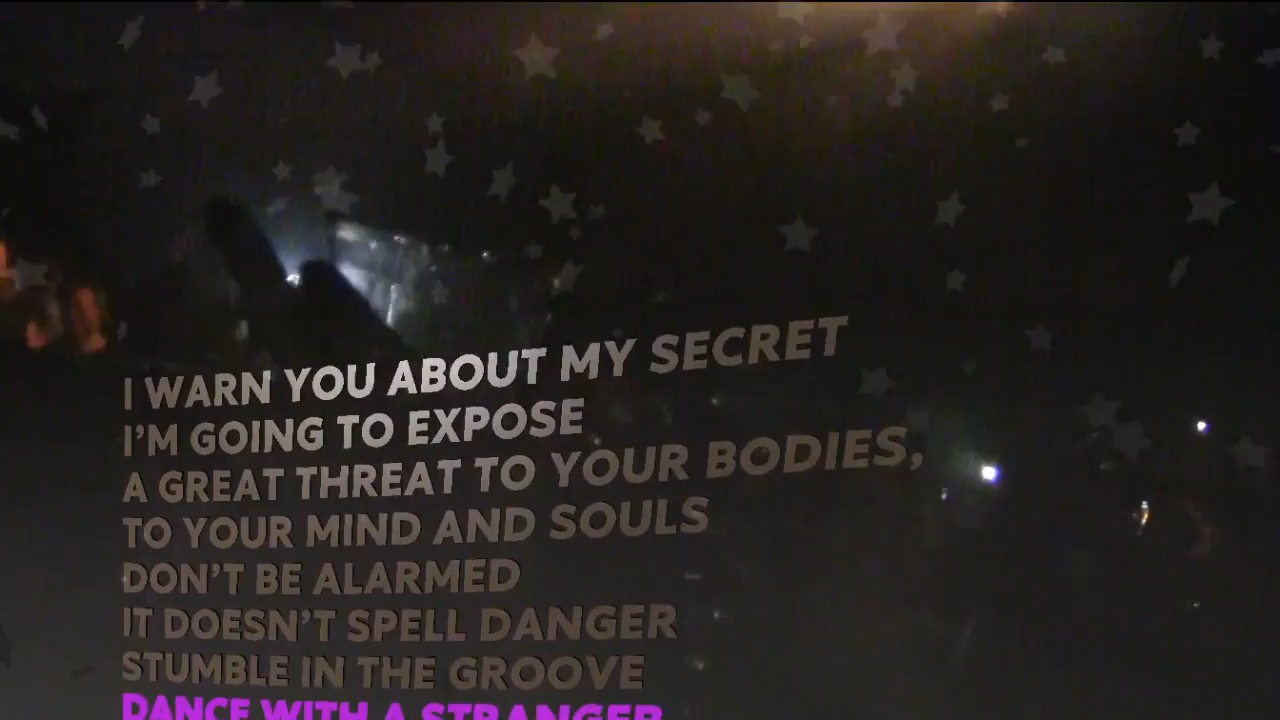 I WARN YOU ABOUT MY SECRET
I'M GOING TO EXPOSE
A GREAT THREAT TO YOUR BODIES,
TO YOUR MIND AND SOULS
DON'T BE ALARMED
IT DOESN'T SPELL DANGER
STUMBLE IN THE GROOVE
DANCE WITH A STRANGER